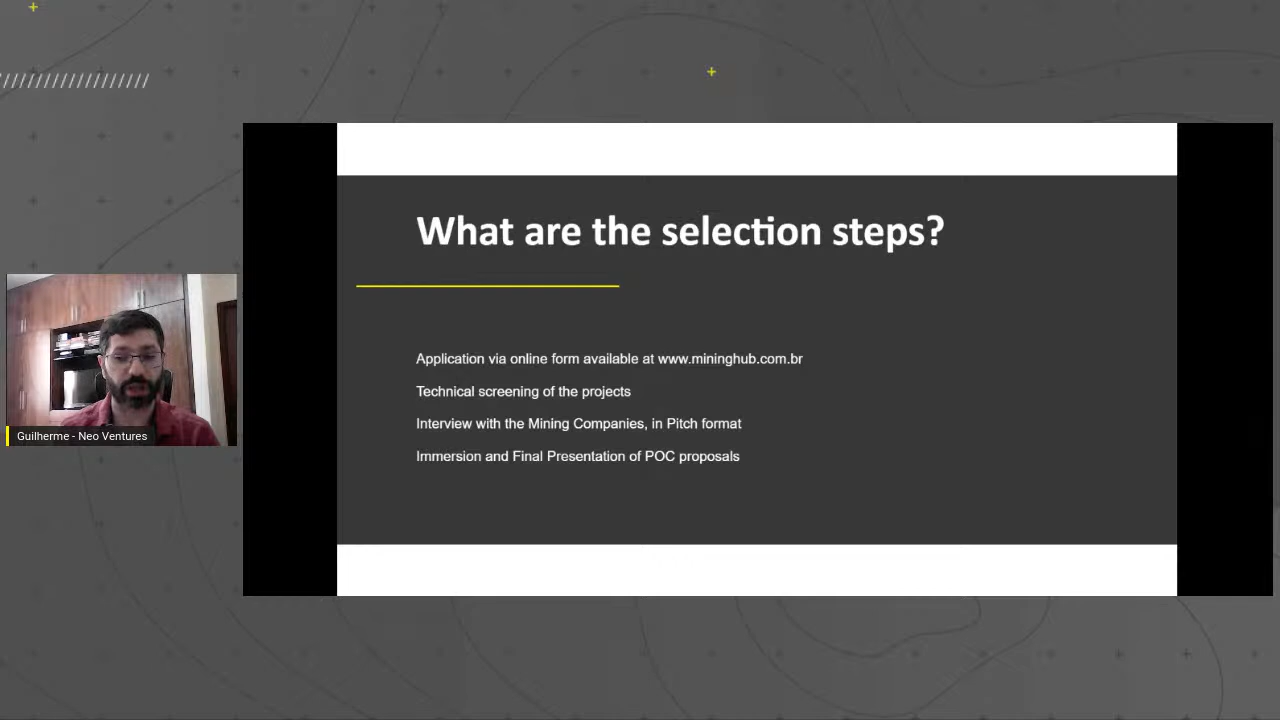 What are the selection steps?
Application via online form available at www.mininghub.com.br
Technical screening of the projects
Interview with the Mining Companies, in Pitch format
Immersion and Final Presentation of POC proposals
Guilherme - Neo Ventures